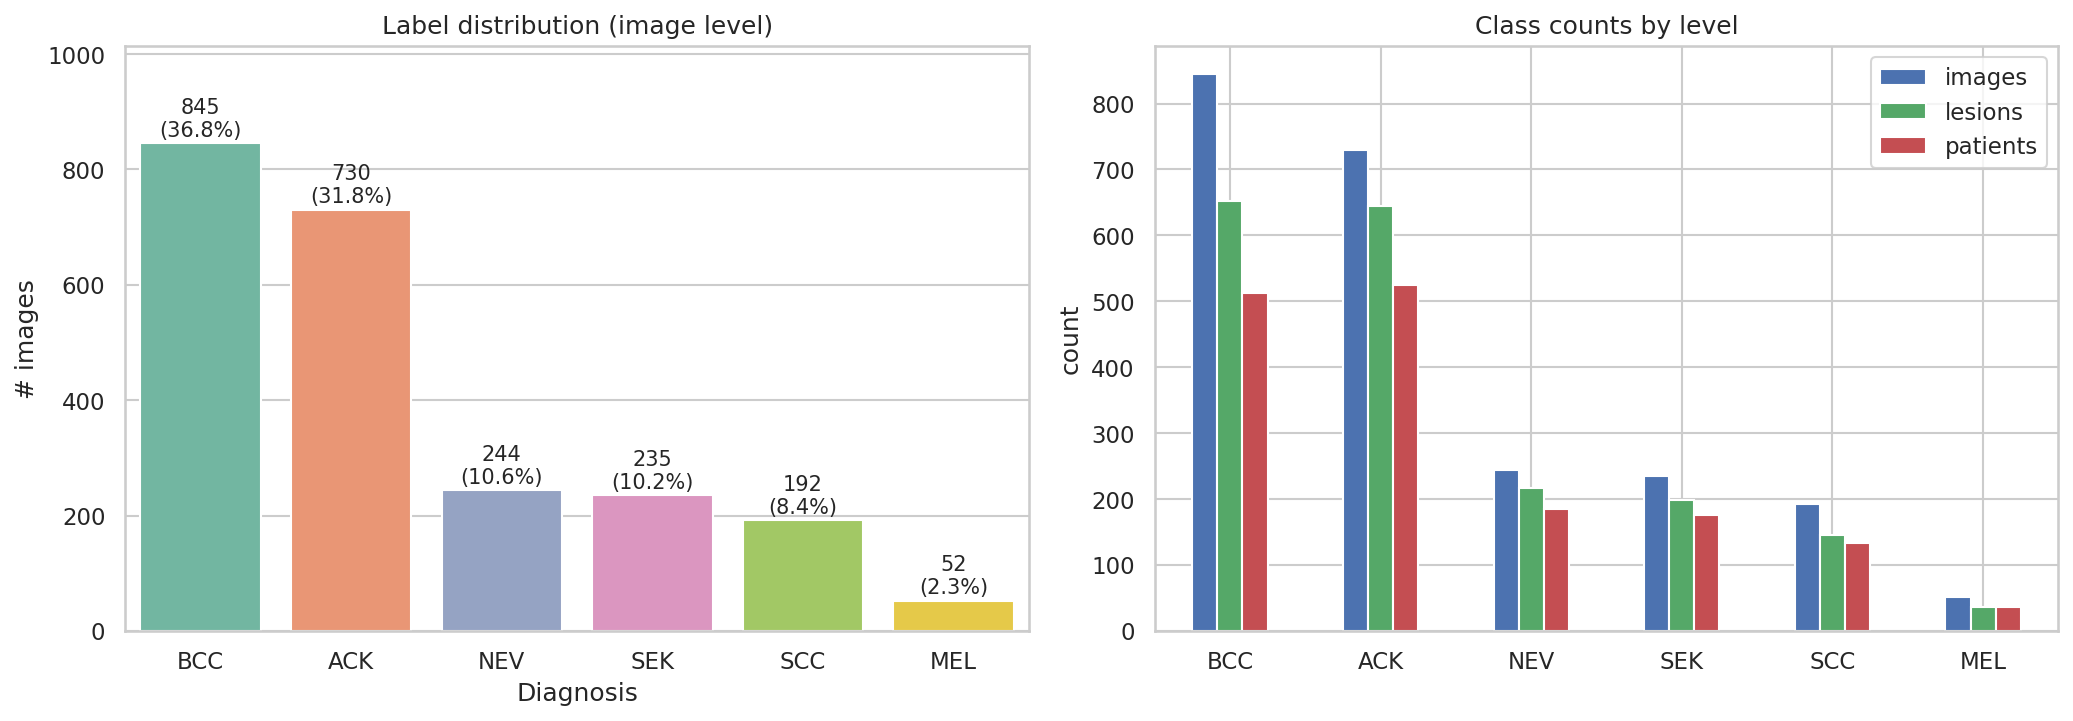 Label distribution (image level)
# images
1000
800
600
400
200
0
845
(36.8%)
730
(31.8%)
244
(10.6%)
235
(10.2%)
192
(8.4%)
52
(2.3%)
BCC ACK NEV SEK SCC MEL
Diagnosis
Class counts by level
count
800
700
600
500
400
300
200
100
0
images
lesions
patients
BCC ACK NEV SEK SCC MEL